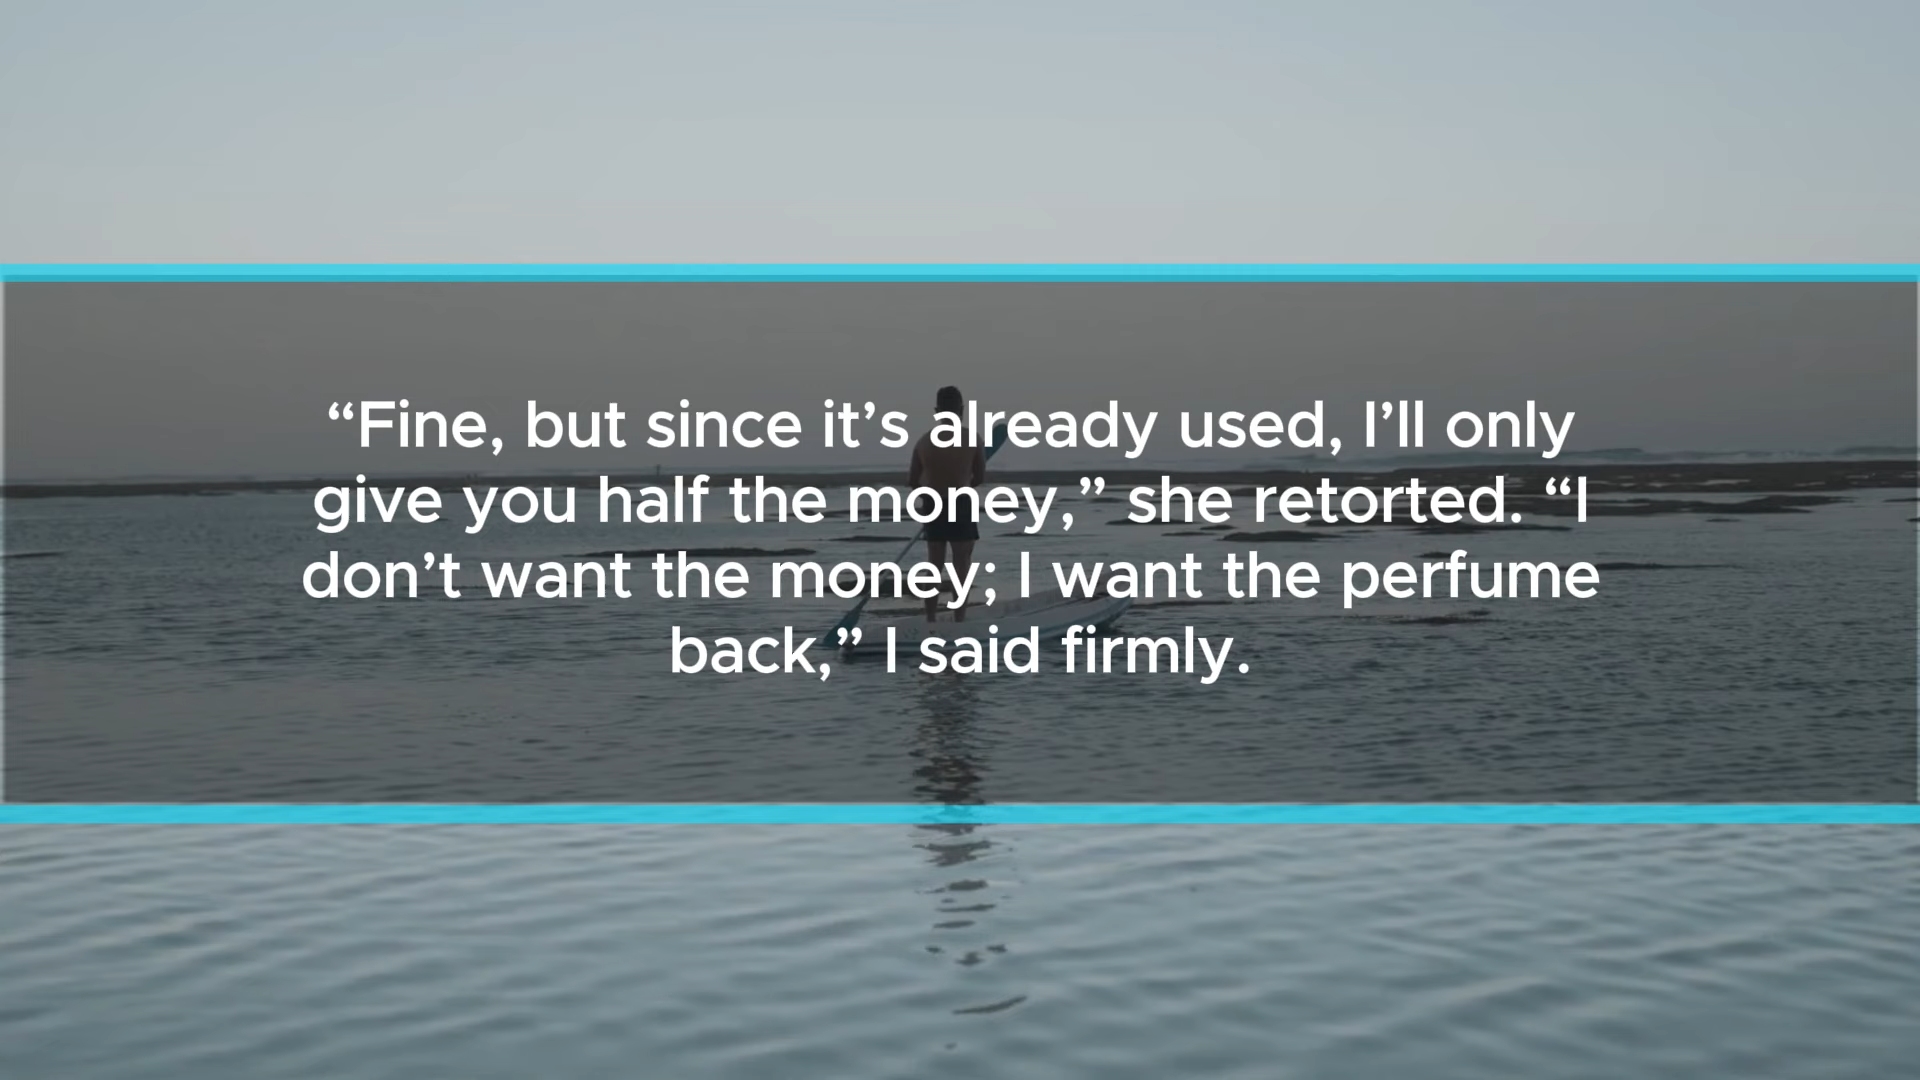 “Fine, but since it’s already used, I’ll only
give you half the money,” she retorted. “I
don’t want the money; I want the perfume
back,” I said firmly.